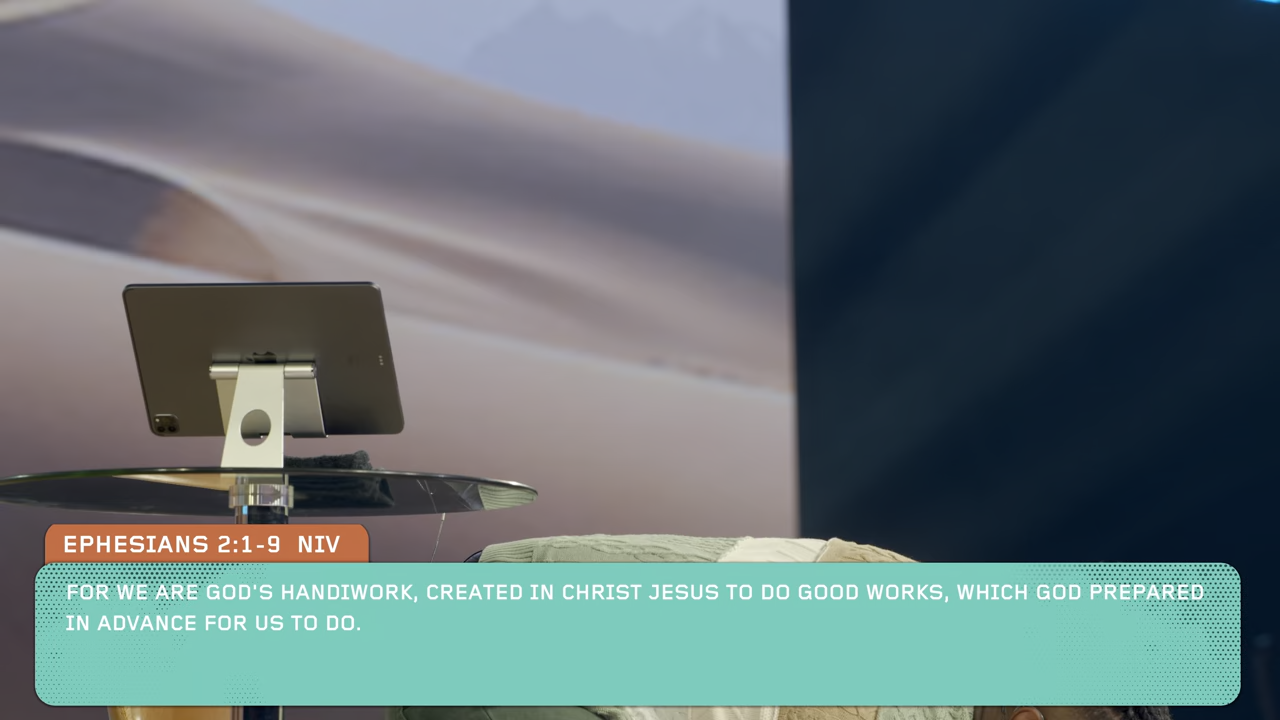 EPHESIANS 2:1-9 NIV
FOR WE ARE GOD'S HANDIWORK, CREATED IN CHRIST JESUS TO DO GOOD WORKS, WHICH GOD PREPARED
IN ADVANCE FOR US TO DO.